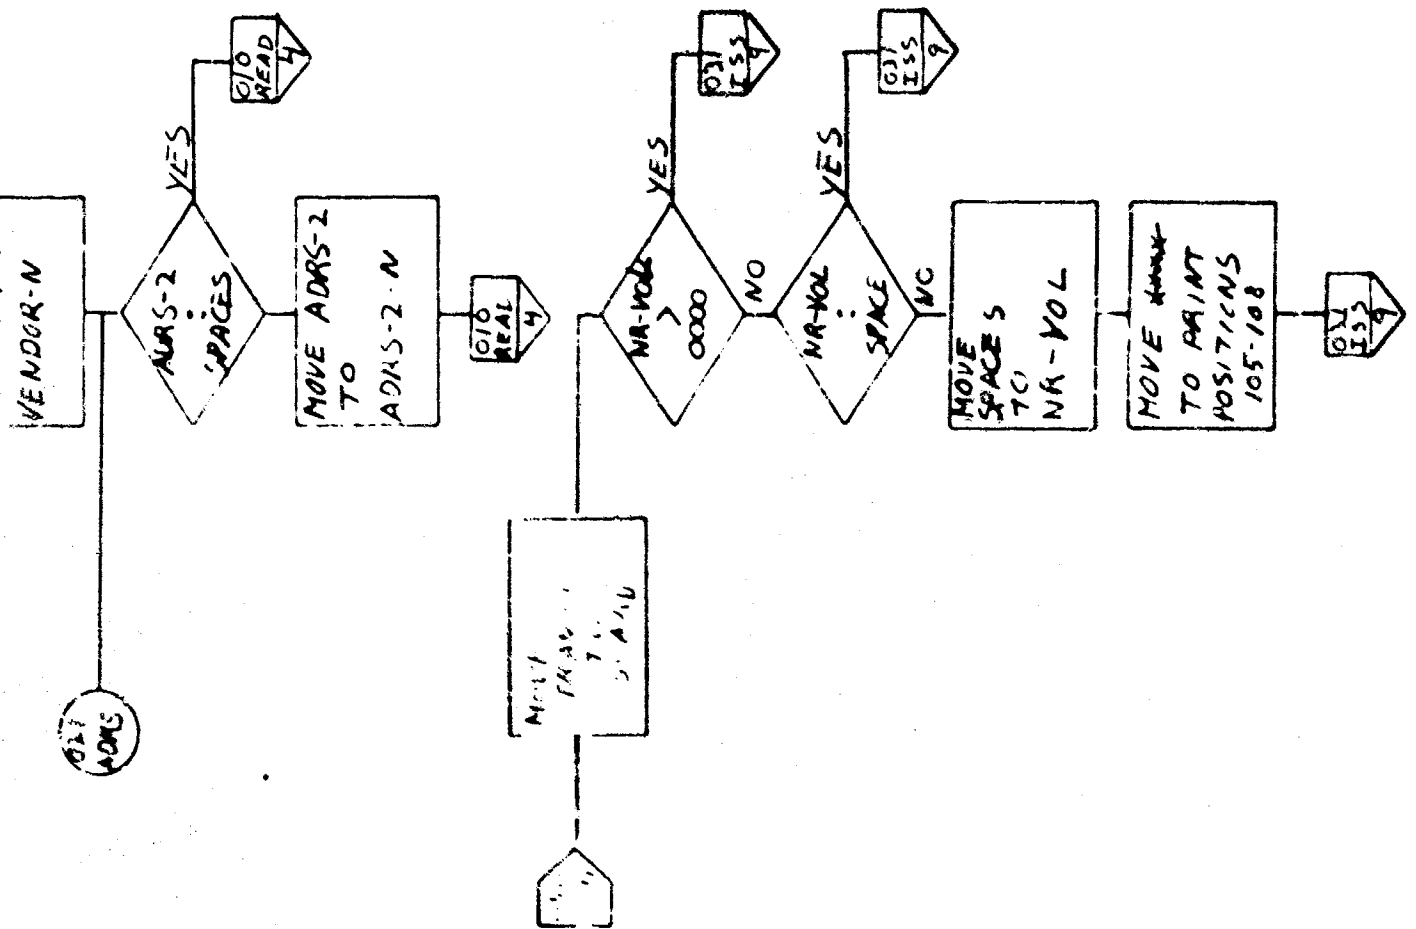 VENDOR-N
ADRS-2
:
SPACES
YES
010
READ
4
MOVE ADRS-2
TO
ADRS-2-N
010
4
ADRS
MOVE
NR-VOL
>
0000
YES
031
ISS
9
NO
NR-VOL
:
SPACE
YES
031
ISS
9
NO
MOVE
SPACES
TO
NR-VOL
MOVE
TO PRINT
POSITIONS
105-108
031
ISS
9